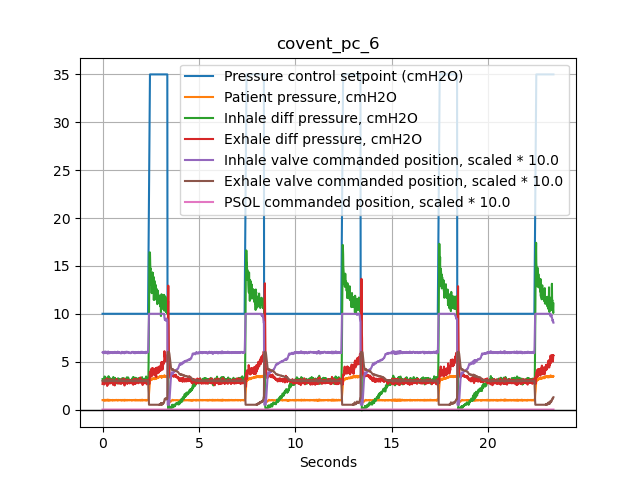 covent_pc_6
35
30
25
20
15
10
5
0
Pressure control setpoint (cmH2O)
Patient pressure, cmH2O
Inhale diff pressure, cmH2O
Exhale diff pressure, cmH2O
Inhale valve commanded position, scaled * 10.0
Exhale valve commanded position, scaled * 10.0
PSOL commanded position, scaled * 10.0
0 5 10 15 20
Seconds